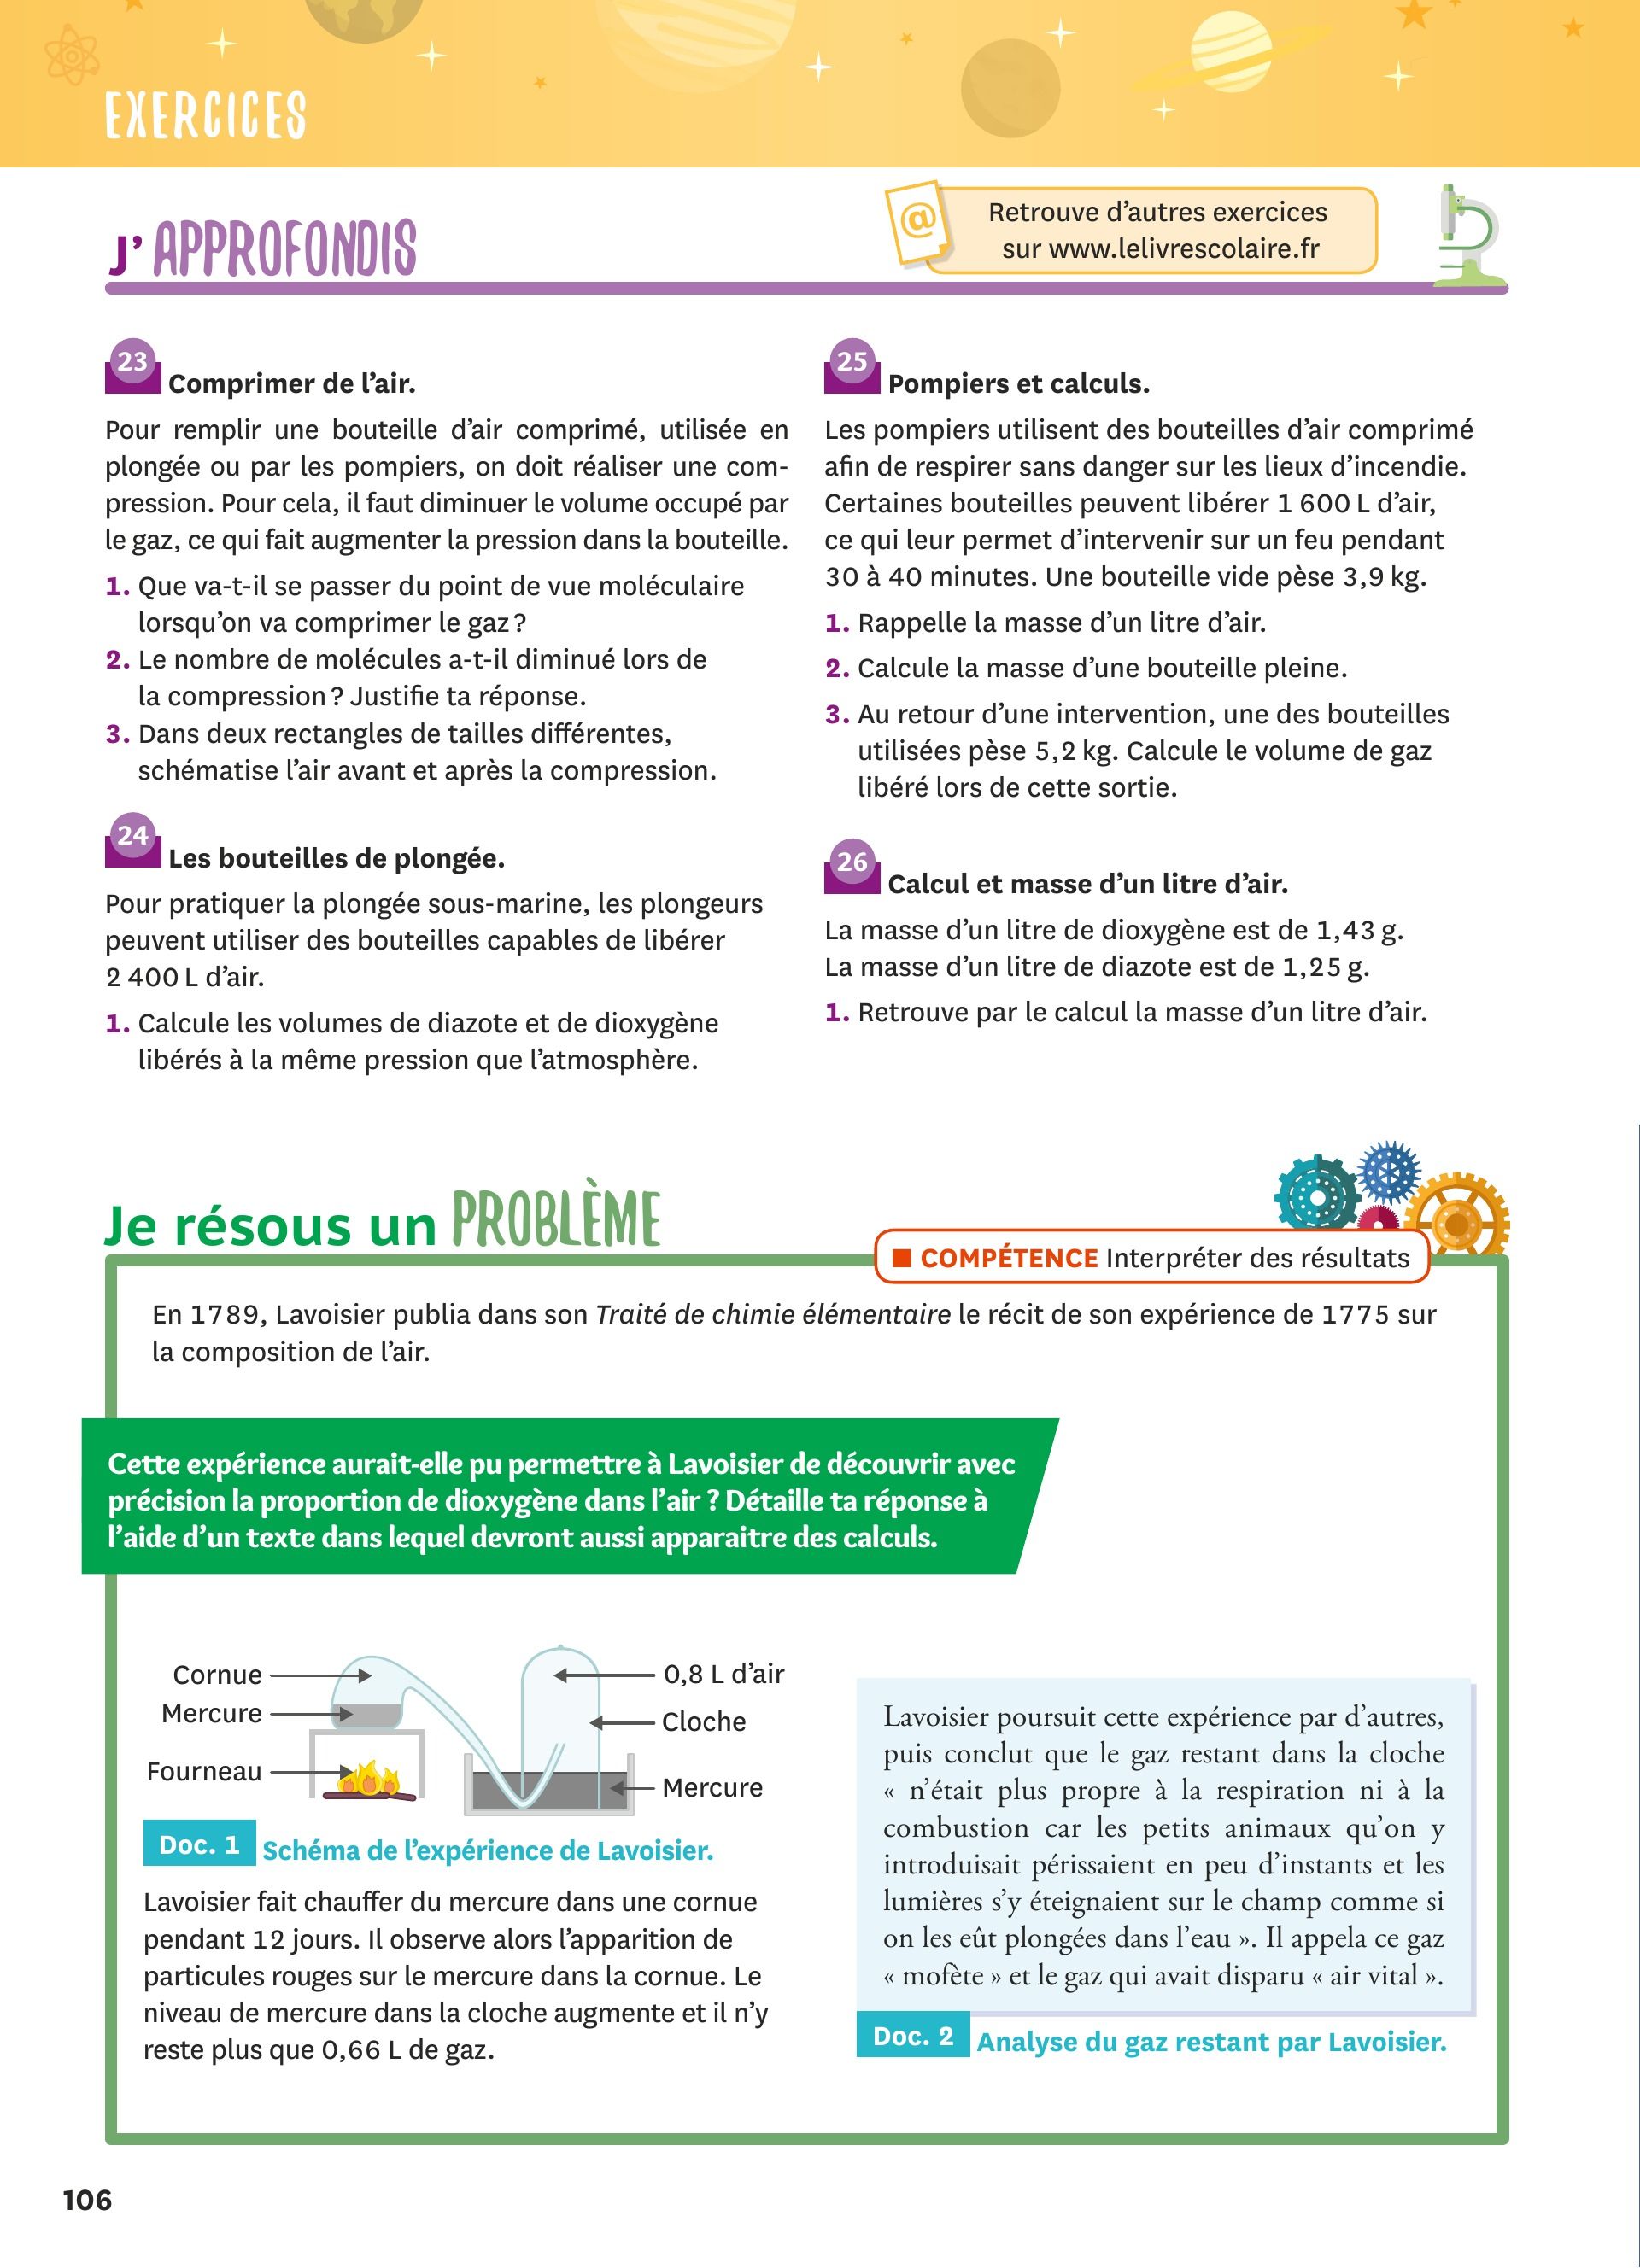 EXERCICES
J’APPROFONDIS
@
Retrouve d’autres exercices
sur www.lelivrescolaire.fr
23
Comprimer de l’air.
Pour remplir une bouteille d’air comprimé, utilisée en
plongée ou par les pompiers, on doit réaliser une com-
pression. Pour cela, il faut diminuer le volume occupé par
le gaz, ce qui fait augmenter la pression dans la bouteille.
1. Que va-t-il se passer du point de vue moléculaire
lorsqu’on va comprimer le gaz ?
2. Le nombre de molécules a-t-il diminué lors de
la compression ? Justifie ta réponse.
3. Dans deux rectangles de tailles différentes,
schématise l’air avant et après la compression.
24
Les bouteilles de plongée.
Pour pratiquer la plongée sous-marine, les plongeurs
peuvent utiliser des bouteilles capables de libérer
2 400 L d’air.
1. Calcule les volumes de diazote et de dioxygène
libérés à la même pression que l’atmosphère.
25
Pompiers et calculs.
Les pompiers utilisent des bouteilles d’air comprimé
afin de respirer sans danger sur les lieux d’incendie.
Certaines bouteilles peuvent libérer 1 600 L d’air,
ce qui leur permet d’intervenir sur un feu pendant
30 à 40 minutes. Une bouteille vide pèse 3,9 kg.
1. Rappelle la masse d’un litre d’air.
2. Calcule la masse d’une bouteille pleine.
3. Au retour d’une intervention, une des bouteilles
utilisées pèse 5,2 kg. Calcule le volume de gaz
libéré lors de cette sortie.
26
Calcul et masse d’un litre d’air.
La masse d’un litre de dioxygène est de 1,43 g.
La masse d’un litre de diazote est de 1,25 g.
1. Retrouve par le calcul la masse d’un litre d’air.
Je résous un PROBLÈME
■ COMPÉTENCE Interpréter des résultats
En 1789, Lavoisier publia dans son Traité de chimie élémentaire le récit de son expérience de 1775 sur
la composition de l’air.
Cette expérience aurait-elle pu permettre à Lavoisier de découvrir avec
précision la proportion de dioxygène dans l’air ? Détaille ta réponse à
l’aide d’un texte dans lequel devront aussi apparaitre des calculs.
Cornue
Mercure
Fourneau
0,8 L d’air
Cloche
Mercure
Doc. 1 Schéma de l’expérience de Lavoisier.
Lavoisier fait chauffer du mercure dans une cornue
pendant 12 jours. Il observe alors l’apparition de
particules rouges sur le mercure dans la cornue. Le
niveau de mercure dans la cloche augmente et il n’y
reste plus que 0,66 L de gaz.
Lavoisier poursuit cette expérience par d’autres,
puis conclut que le gaz restant dans la cloche
« n’était plus propre à la respiration ni à la
combustion car les petits animaux qu’on y
introduisait périssaient en peu d’instants et les
lumières s’y éteignaient sur le champ comme si
on les eût plongées dans l’eau ». Il appela ce gaz
« mofète » et le gaz qui avait disparu « air vital ».
Doc. 2 Analyse du gaz restant par Lavoisier.
106